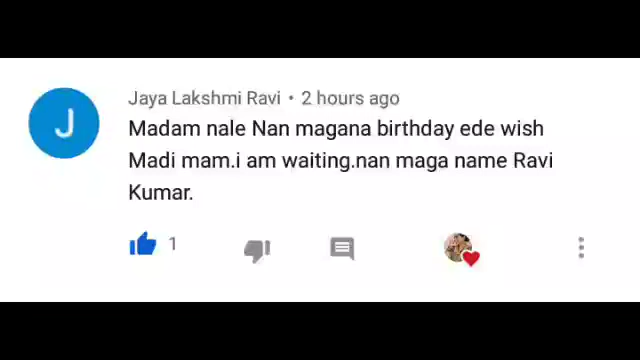 J
Jaya Lakshmi Ravi • 2 hours ago
Madam nale Nan magana birthday ede wish
Madi mam.i am waiting.nan maga name Ravi
Kumar.
1